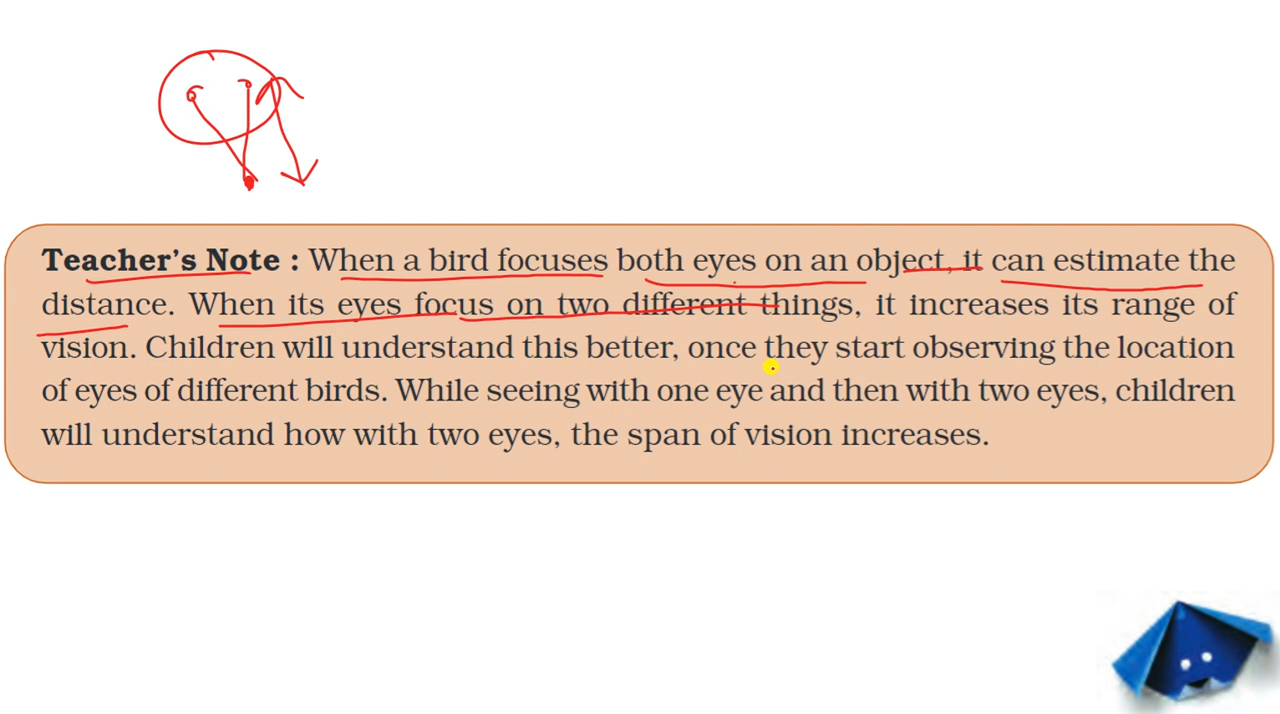 Teacher's Note : When a bird focuses both eyes on an object, it can estimate the
distance. When its eyes focus on two different things, it increases its range of
vision. Children will understand this better, once they start observing the location
of eyes of different birds. While seeing with one eye and then with two eyes, children
will understand how with two eyes, the span of vision increases.